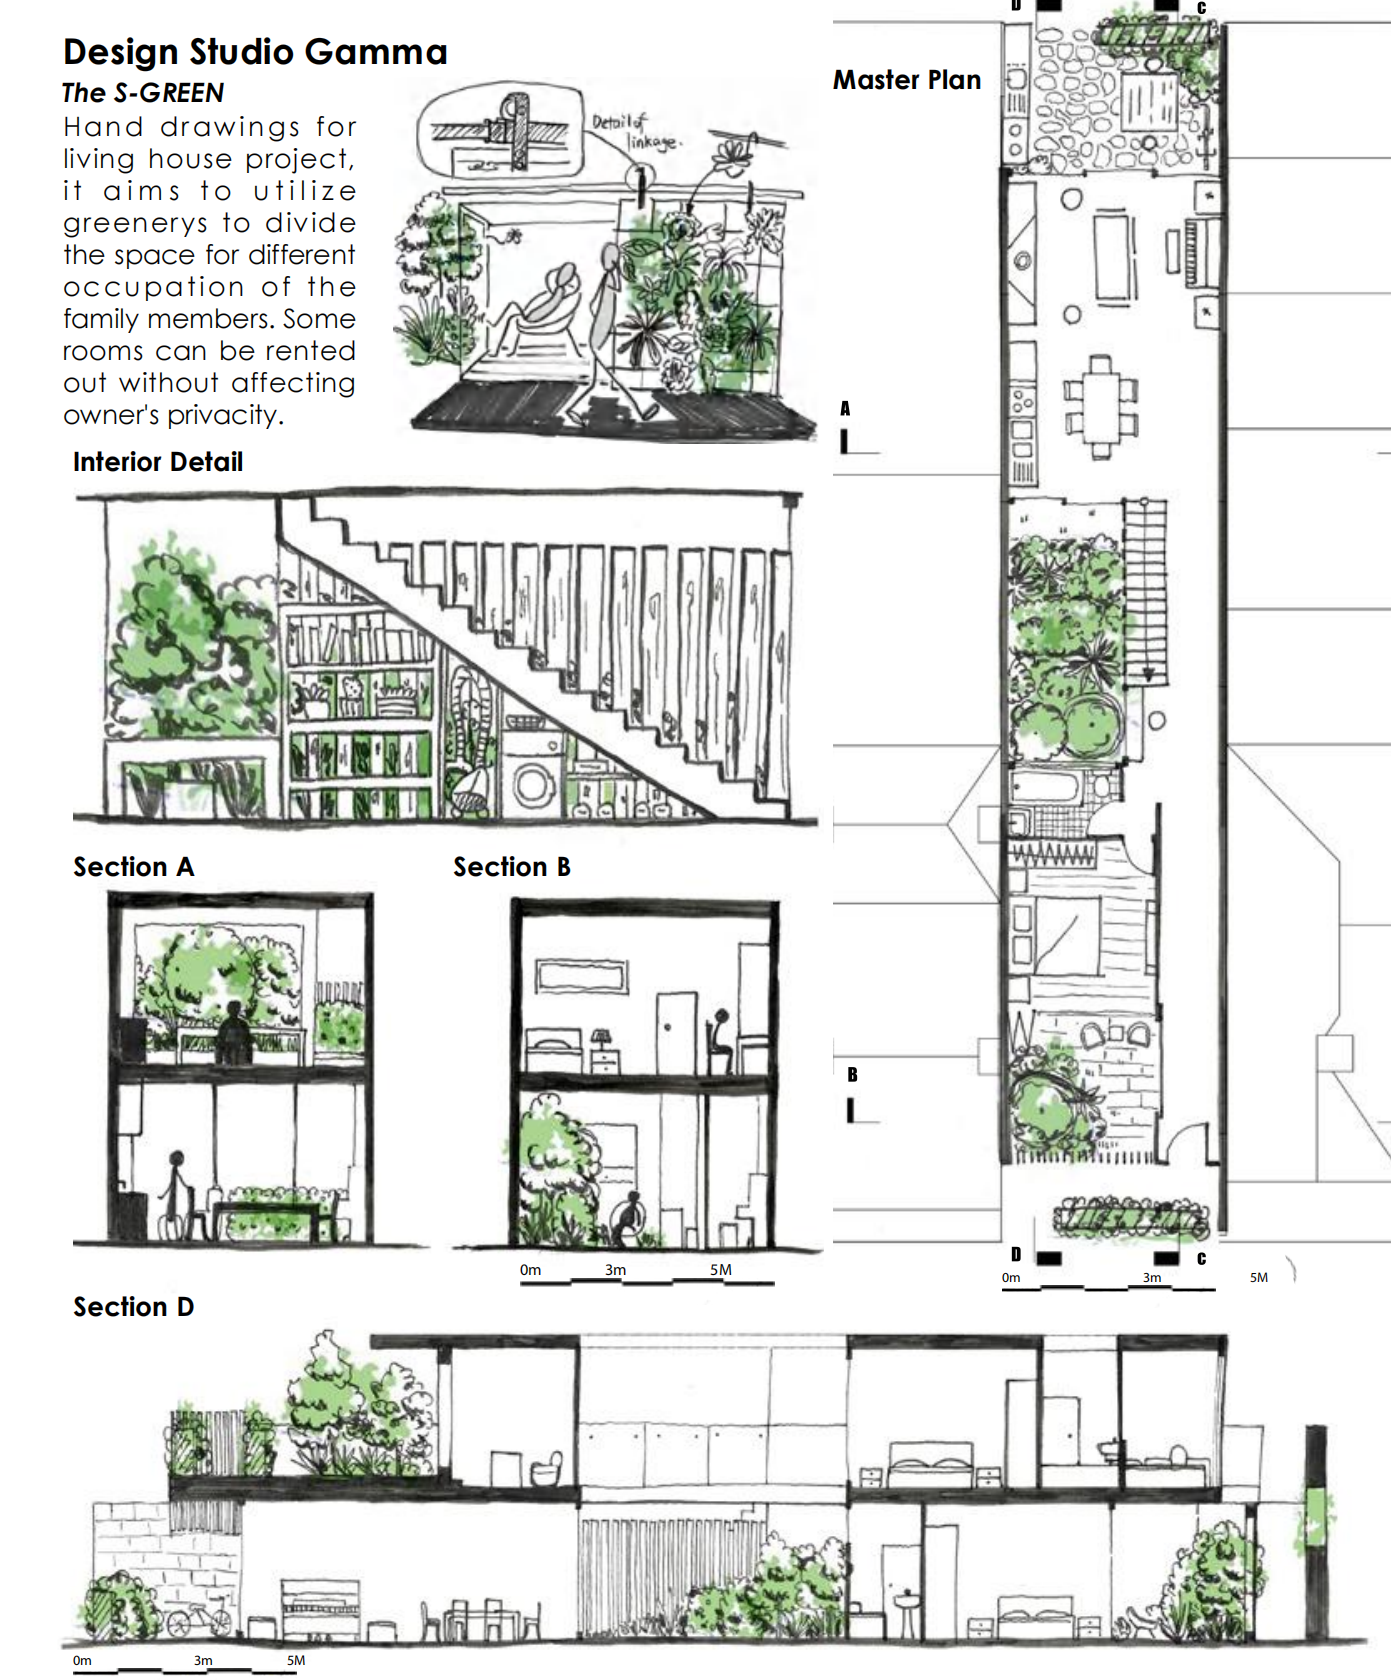 Design Studio Gamma
The S-GREEN
Hand drawings for
living house project,
it aims to utilize
greenerys to divide
the space for different
occupation of the
family members. Some
rooms can be rented
out without affecting
owner's privacity.
Detail of
linkage.
Interior Detail
Section A
Section B
0m 3m 5M
Master Plan
D C
A
B
D C
0m 3m 5M
Section D
0m 3m 5M